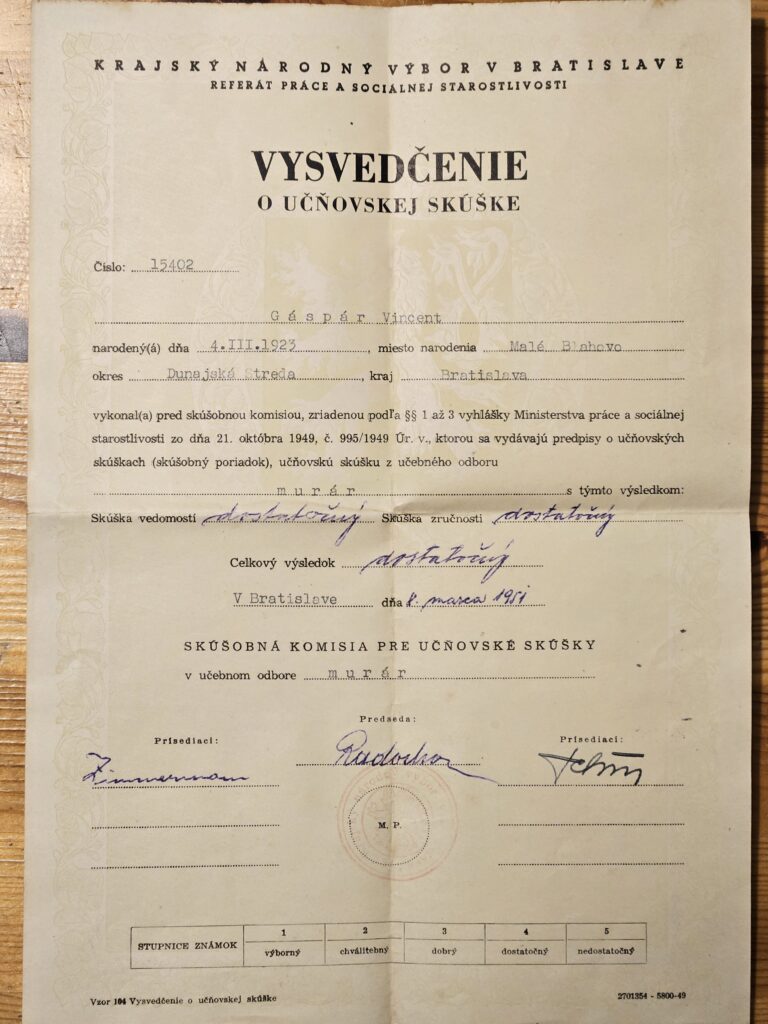 KRAJSKÝ NÁRODNÝ VÝBOR V BRATISLAVE
REFERÁT PRÁCE A SOCIÁLNEJ STAROSTLIVOSTI
VYSVEDČENIE
O UČŇOVSKEJ SKÚŠKE
Číslo: 15402
Gáspár Vincent
narodený(á) dňa 4.III.1923, miesto narodenia Malé Blahovo
okres Dunajská Streda, kraj Bratislava
vykonal(a) pred skúšobnou komisiou, zriadenou podľa §§ 1 až 3 vyhlášky Ministerstva práce a sociálnej
starostlivosti zo dňa 21. októbra 1949, č. 995/1949 Úr. v., ktorou sa vydávajú predpisy o učňovských
skúškach (skúšobný poriadok), učňovskú skúšku z učebného odboru
murár s týmto výsledkom:
Skúška vedomostí dostatočný Skúška zručnosti dostatočný
Celkový výsledok dostatočný
V Bratislave dňa 8. marca 1951
SKÚŠOBNÁ KOMISIA PRE UČŇOVSKÉ SKÚŠKY
v učebnom odbore murár
Predseda:
Prísediaci: Prísediaci:
Zimmermann
M. P.
STUPNICE ZNÁMOK 1 výborný 2 chválitebný 3 dobrý 4 dostatočný 5 nedostatočný
Vzor 104 Vysvedčenie o učňovskej skúške 2701354 - 5800-49